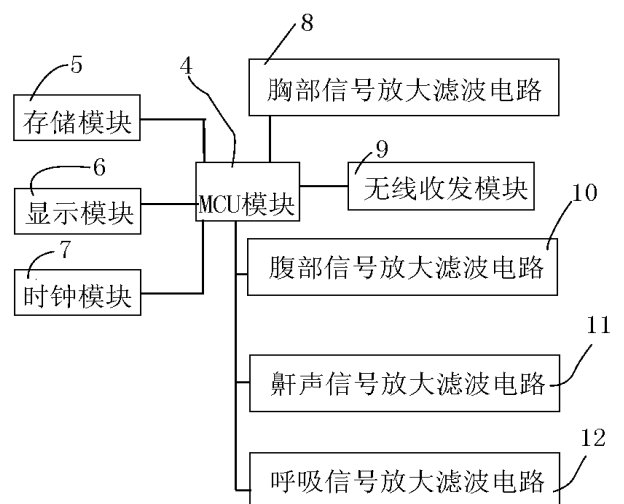 8
胸部信号放大滤波电路
5
存储模块
4
9
无线收发模块
6
显示模块
MCU模块
10
腹部信号放大滤波电路
7
时钟模块
11
鼾声信号放大滤波电路
12
呼吸信号放大滤波电路